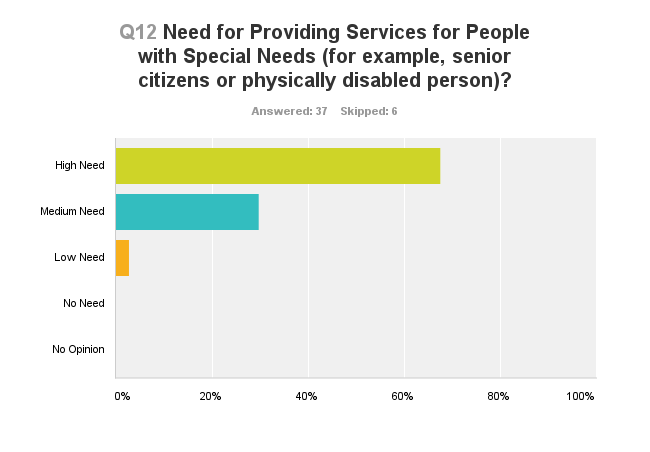 Q12 Need for Providing Services for People
with Special Needs (for example, senior
citizens or physically disabled person)?
Answered: 37 Skipped: 6
High Need
Medium Need
Low Need
No Need
No Opinion
0% 20% 40% 60% 80% 100%